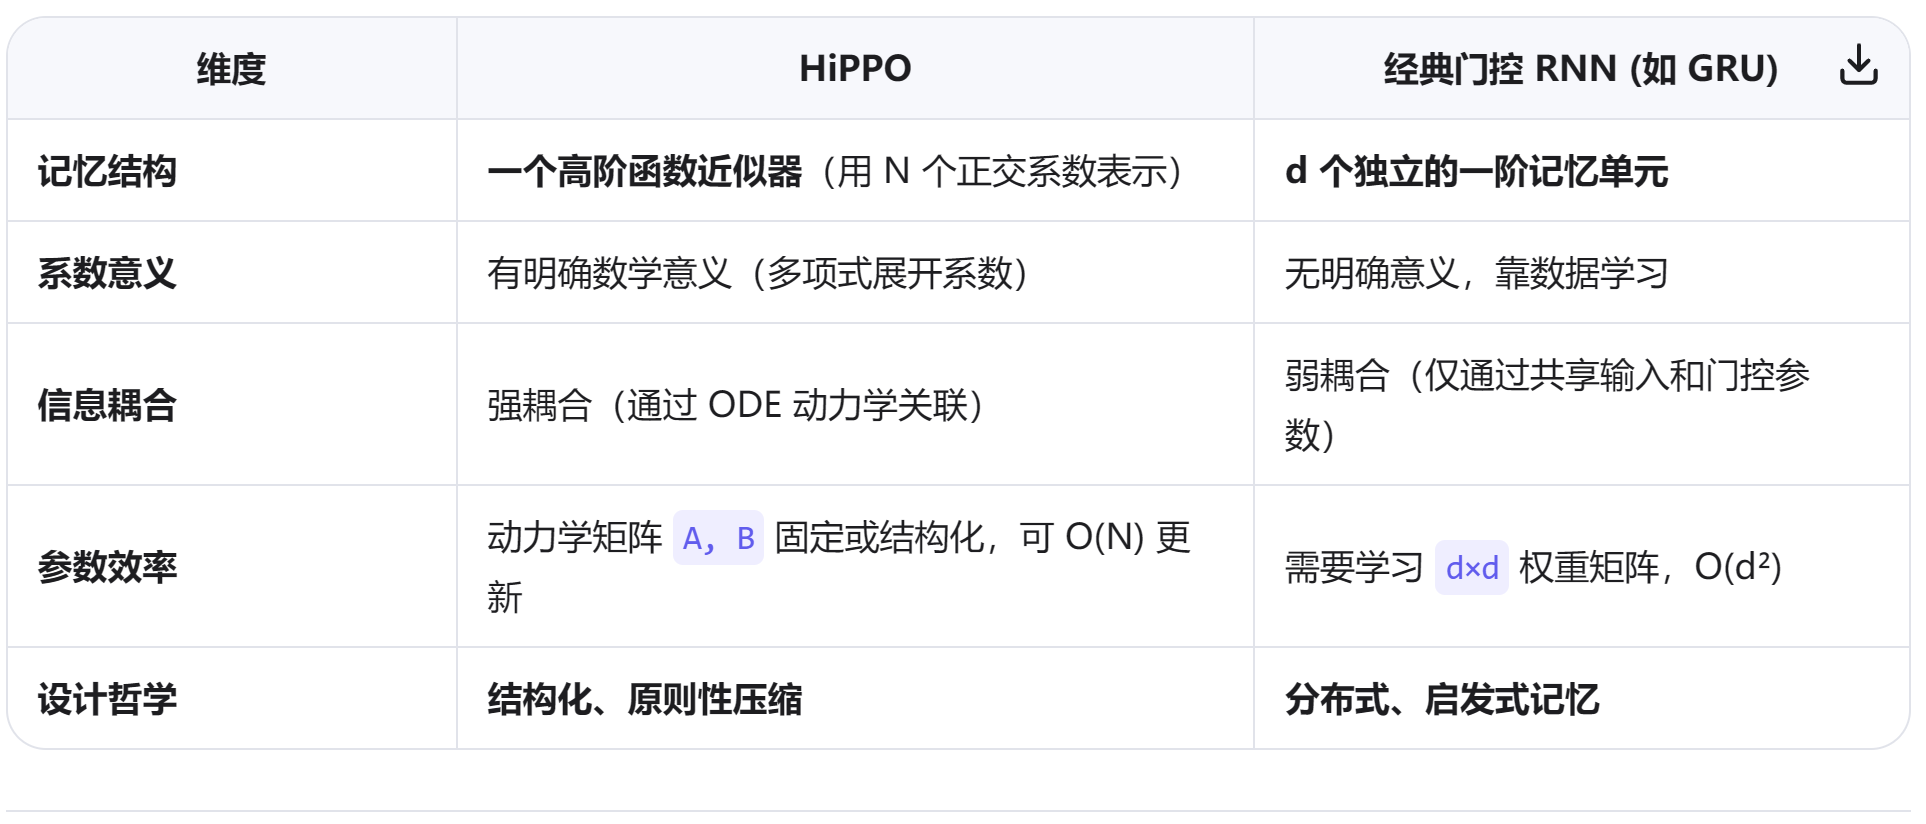 维度
HiPPO
经典门控 RNN (如 GRU)
记忆结构
一个高阶函数近似器（用 N 个正交系数表示）
d 个独立的一阶记忆单元
系数意义
有明确数学意义（多项式展开系数）
无明确意义，靠数据学习
信息耦合
强耦合（通过 ODE 动力学关联）
弱耦合（仅通过共享输入和门控参
数）
参数效率
动力学矩阵 A, B 固定或结构化，可 O(N) 更
新
需要学习 d×d 权重矩阵，O(d²)
设计哲学
结构化、原则性压缩
分布式、启发式记忆